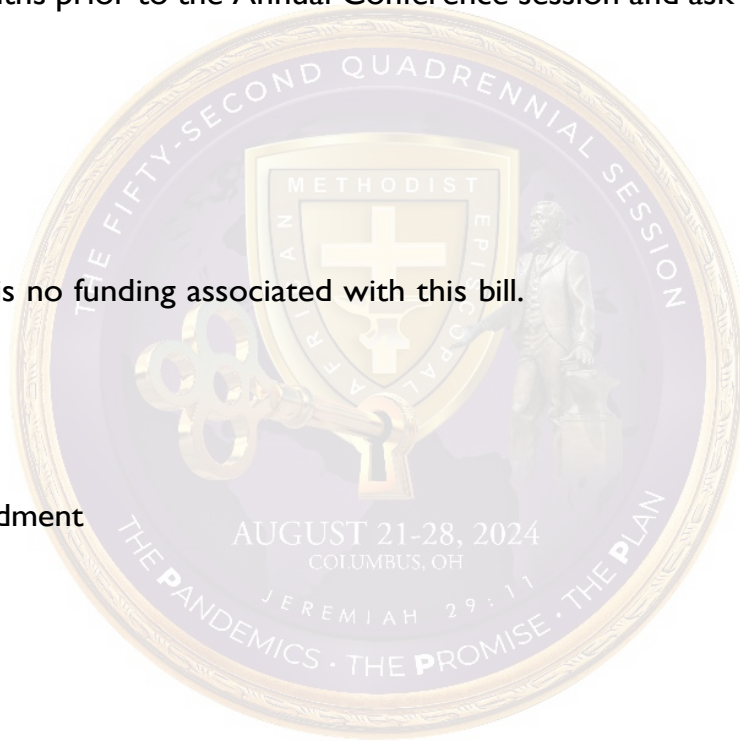 ths prior to the Annual Conference session and ask
THE FIFTY-SECOND QUADRENNIAL SESSION
AFRICAN METHODIST EPISCOPAL
is no funding associated with this bill.
dment
AUGUST 21-28, 2024
COLUMBUS, OH
JEREMIAH 29:11
THE PANDEMICS · THE PROMISE · THE PLAN